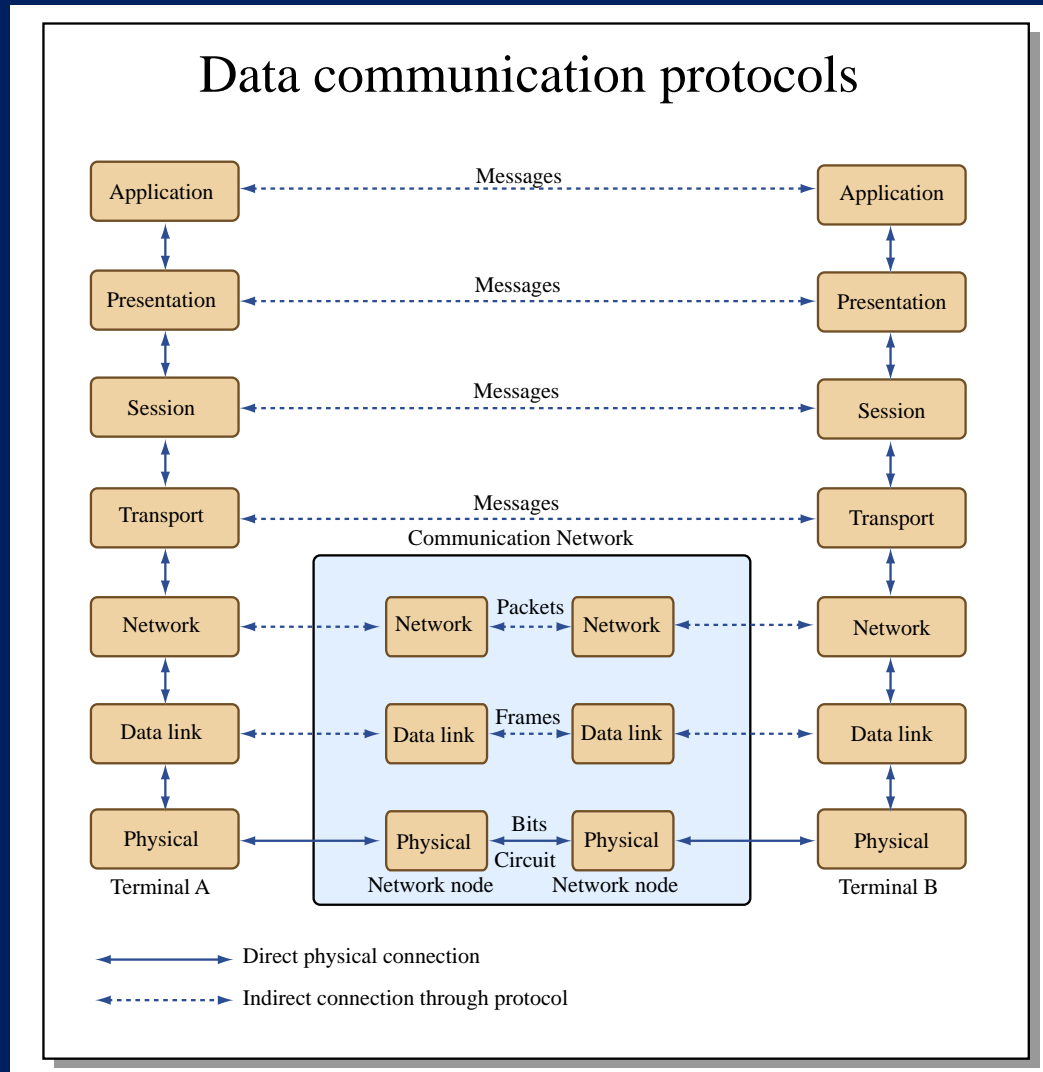 Data communication protocols
Messages
Application
Application
Messages
Presentation
Presentation
Messages
Session
Session
Messages
Transport
Transport
Communication Network
Packets
Network
Network
Network
Network
Frames
Data link
Data link
Data link
Data link
Bits
Physical
Physical
Physical
Physical
Circuit
Terminal A
Network node
Network node
Terminal B
Direct physical connection
Indirect connection through protocol